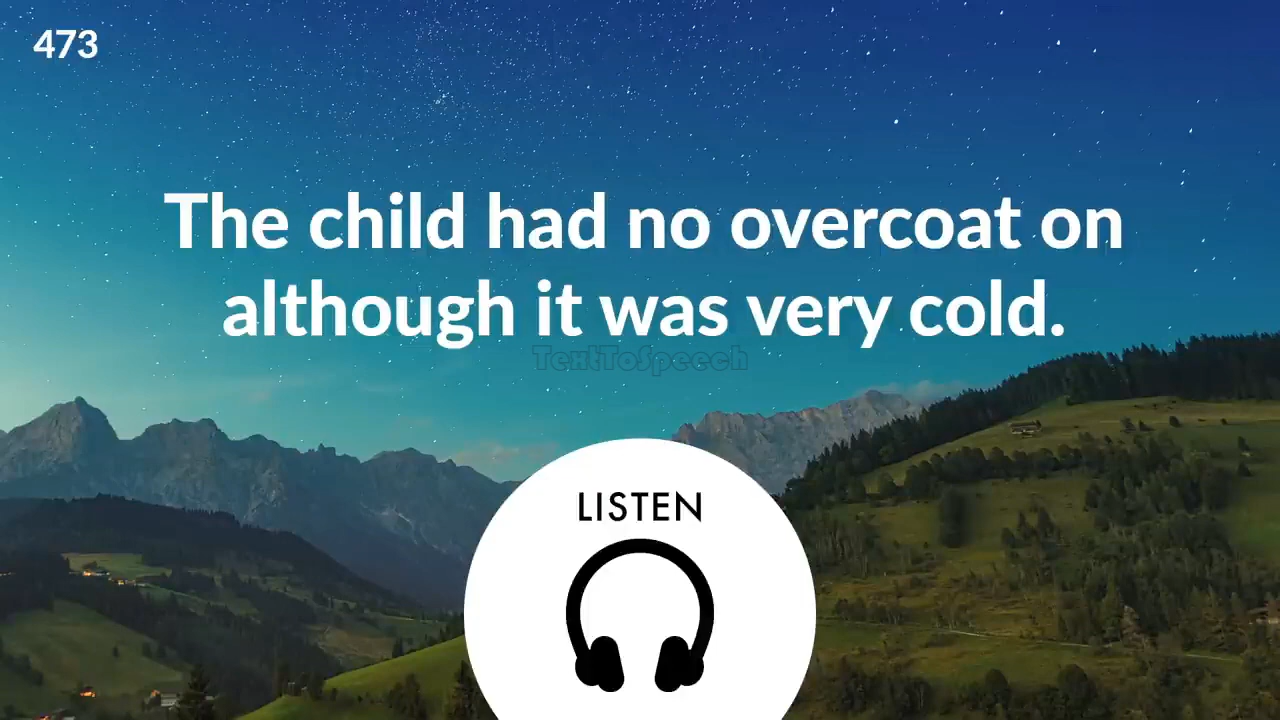 473
The child had no overcoat on
although it was very cold.
TextToSpeech
LISTEN